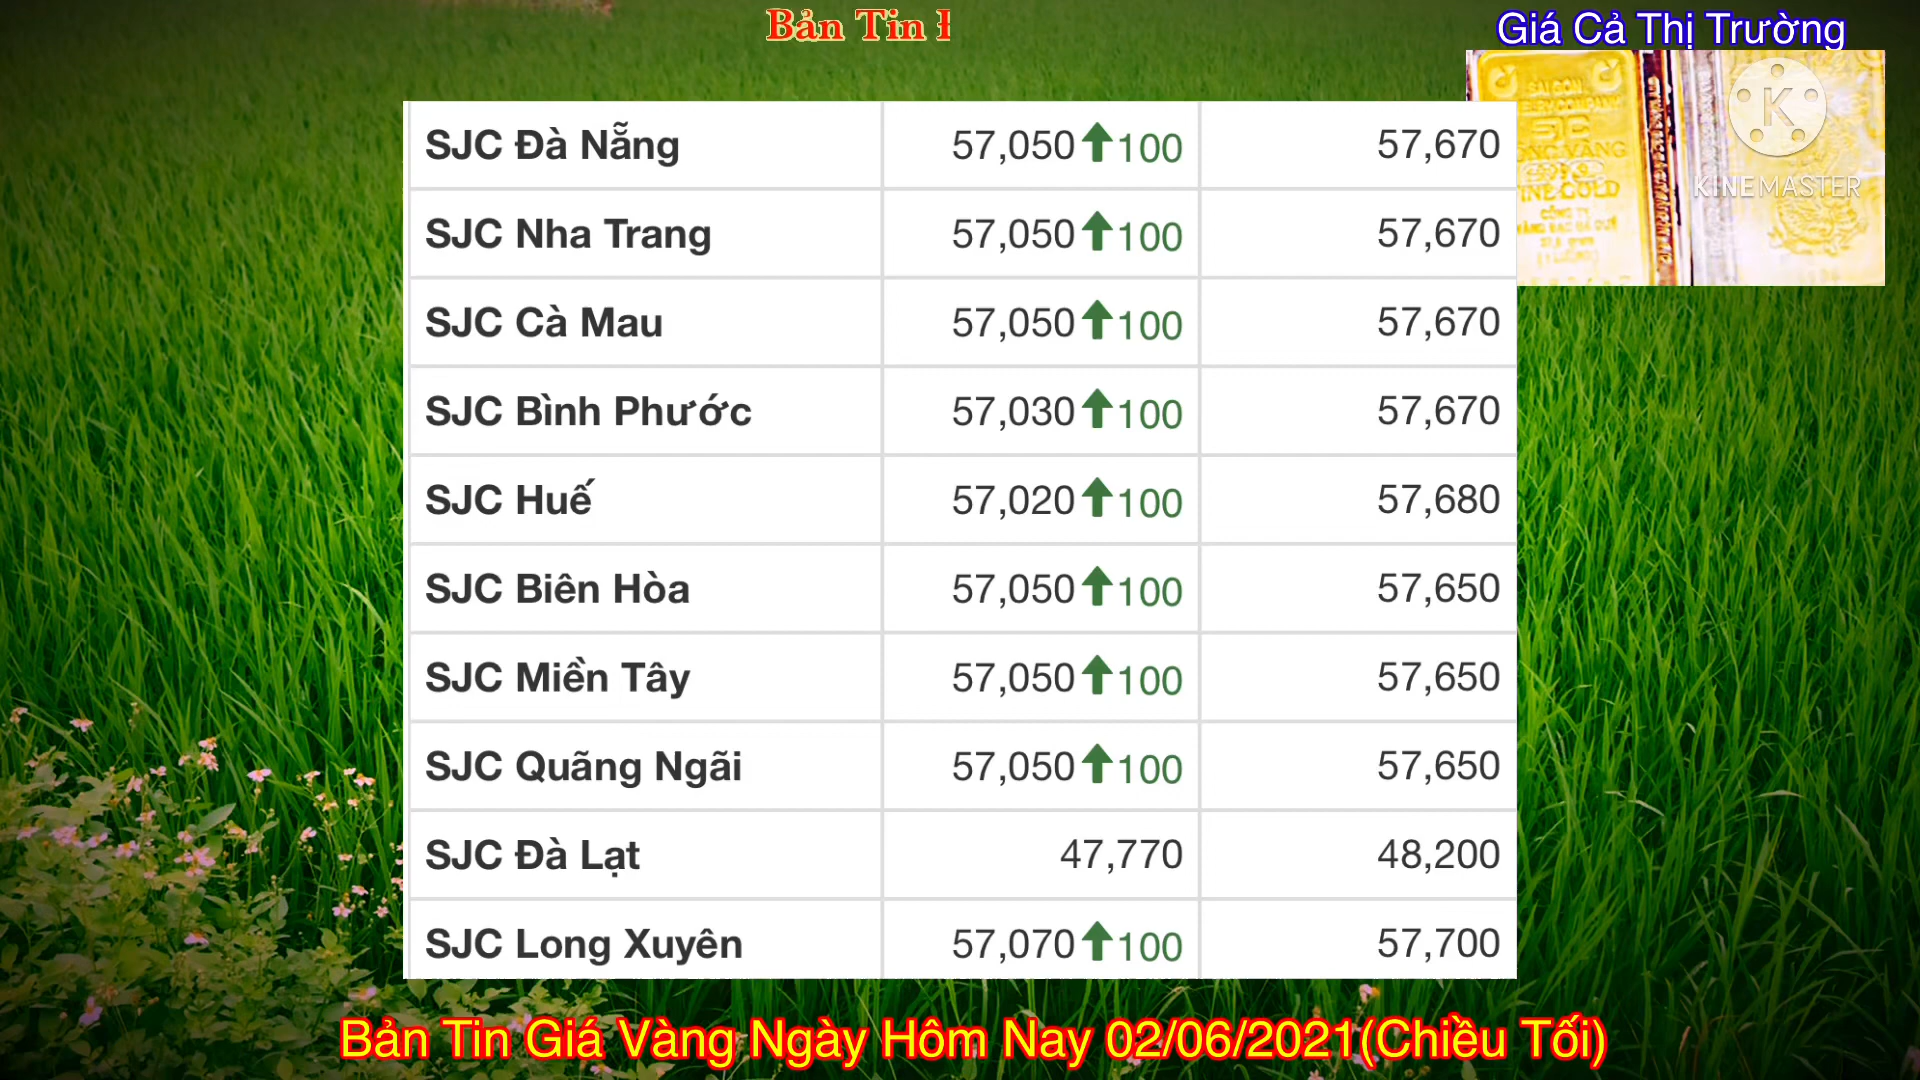 Bản Tin
Giá Cả Thị Trường
SJC Đà Nẵng 57,050 100 57,670
SJC Nha Trang 57,050 100 57,670
SJC Cà Mau 57,050 100 57,670
SJC Bình Phước 57,030 100 57,670
SJC Huế 57,020 100 57,680
SJC Biên Hòa 57,050 100 57,650
SJC Miền Tây 57,050 100 57,650
SJC Quãng Ngãi 57,050 100 57,650
SJC Đà Lạt 47,770 48,200
SJC Long Xuyên 57,070 100 57,700
K
KINEMASTER
SJC
Bản Tin Giá Vàng Ngày Hôm Nay 02/06/2021(Chiều Tối)